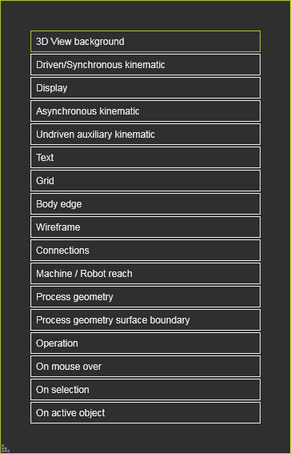 3D View background
Driven/Synchronous kinematic
Display
Asynchronous kinematic
Undriven auxiliary kinematic
Text
Grid
Body edge
Wireframe
Connections
Machine / Robot reach
Process geometry
Process geometry surface boundary
Operation
On mouse over
On selection
On active object